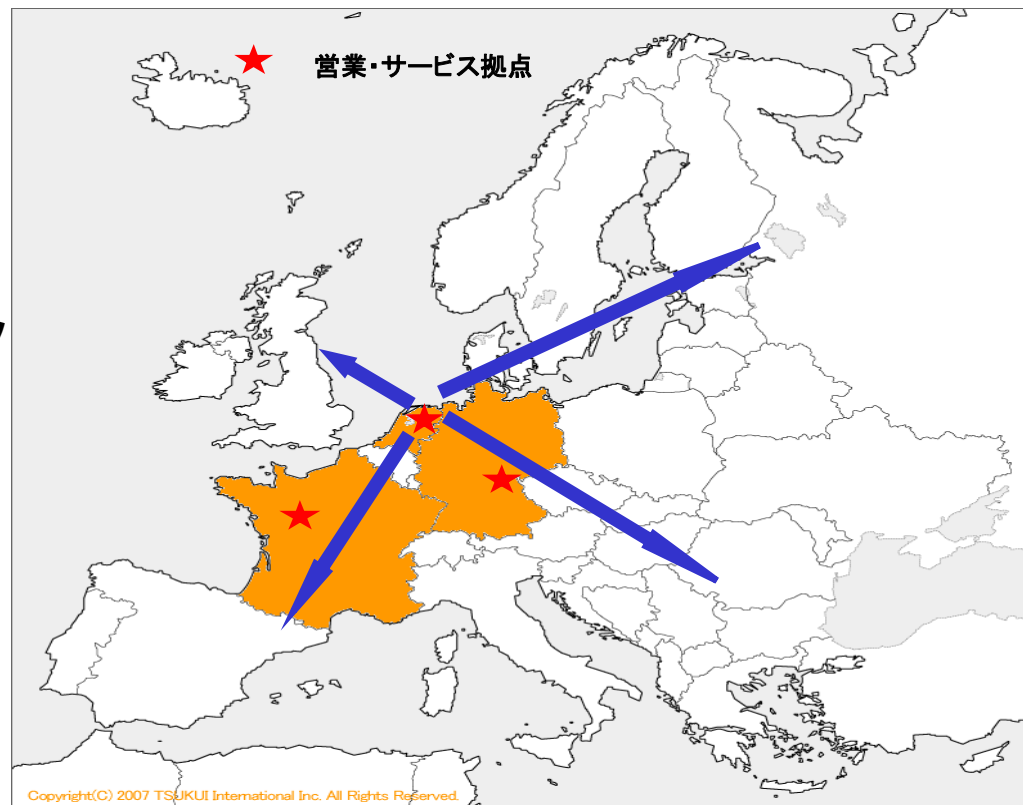 営業・サービス拠点
Copyright(C) 2007 TSUKUI International Inc. All Rights Reserved.